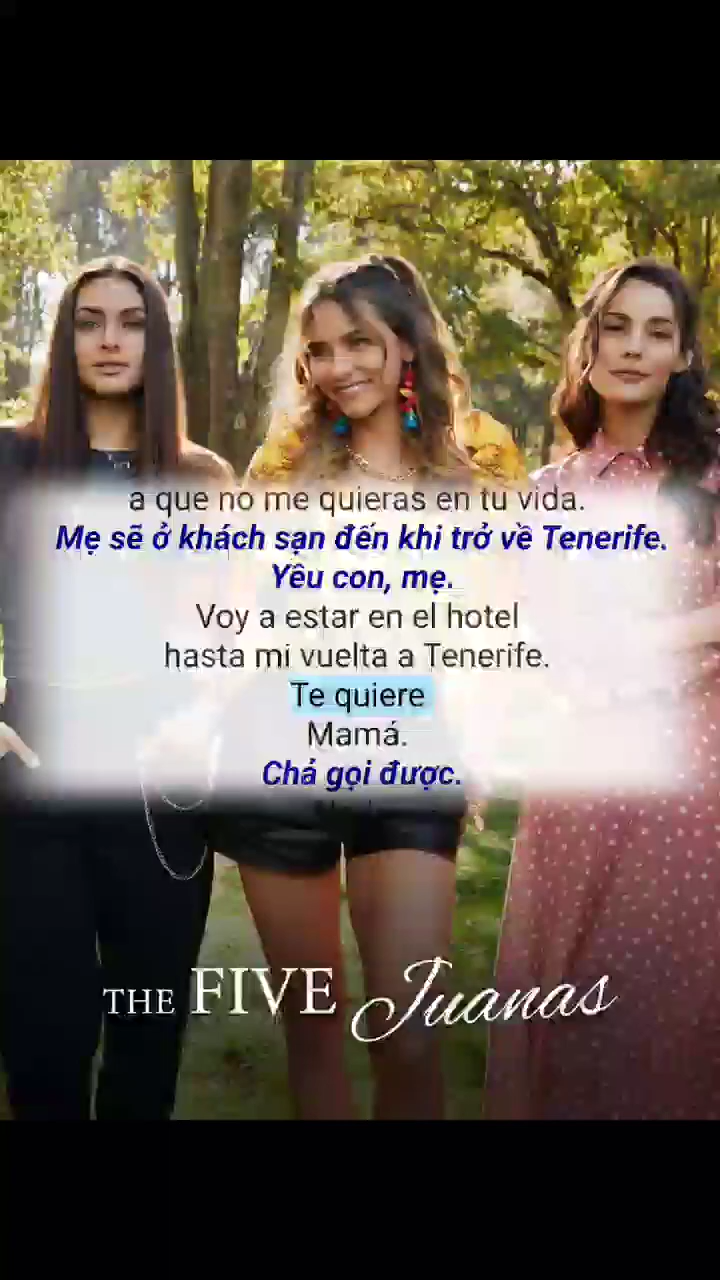 a que no me quieras en tu vida.
Mẹ sẽ ở khách sạn đến khi trở về Tenerife.
Yêu con, mẹ.
Voy a estar en el hotel
hasta mi vuelta a Tenerife.
Te quiere
Mamá.
Chả gọi được.
THE FIVE Juanas